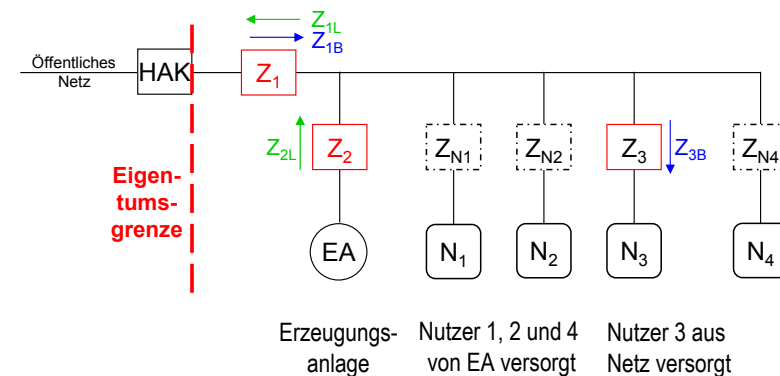 Z1L
Z1B
Öffentliches
Netz
HAK
Z1
Z2L
Z2
ZN1
ZN2
Z3
Z3B
ZN4
Eigen-
tums-
grenze
EA
N1
N2
N3
N4
Erzeugungs-
anlage
Nutzer 1, 2 und 4
von EA versorgt
Nutzer 3 aus
Netz versorgt